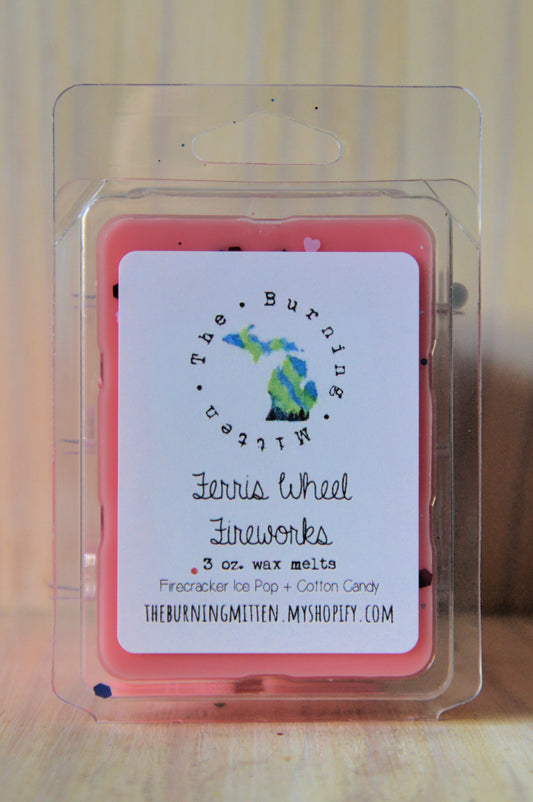 The • Burning • Mitten •
Ferris Wheel
Fireworks
3 oz. wax melts
Firecracker Ice Pop + Cotton Candy
THEBURNINGMITTEN.MYSHOPIFY.COM